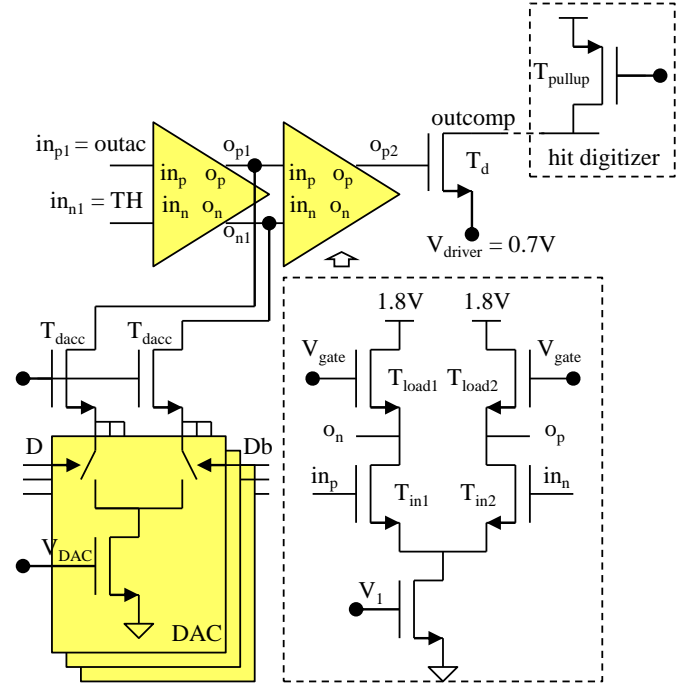 T_pullup
hit digitizer
outcomp
in_p1 = outac
o_p1
o_p2
in_p o_p
in_p o_p
T_d
in_n1 = TH
in_n o_n
in_n o_n
o_n1
V_driver = 0.7V
1.8V 1.8V
T_dacc T_dacc
V_gate
V_gate
T_load1 T_load2
D Db
o_n o_p
in_p in_n
T_in1 T_in2
V_DAC
V_1
DAC